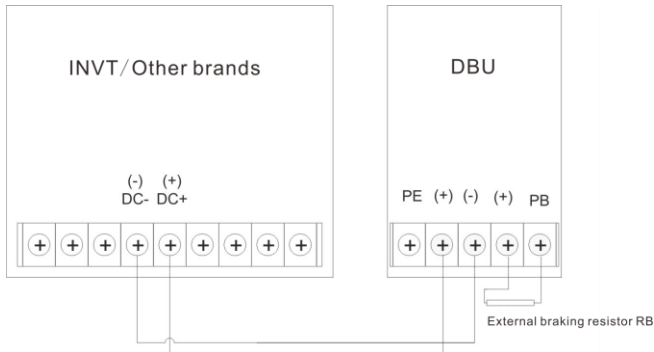 INVT/Other brands
DBU
(-) (+)
DC- DC+
PE (+) (-) (+) PB
External braking resistor RB